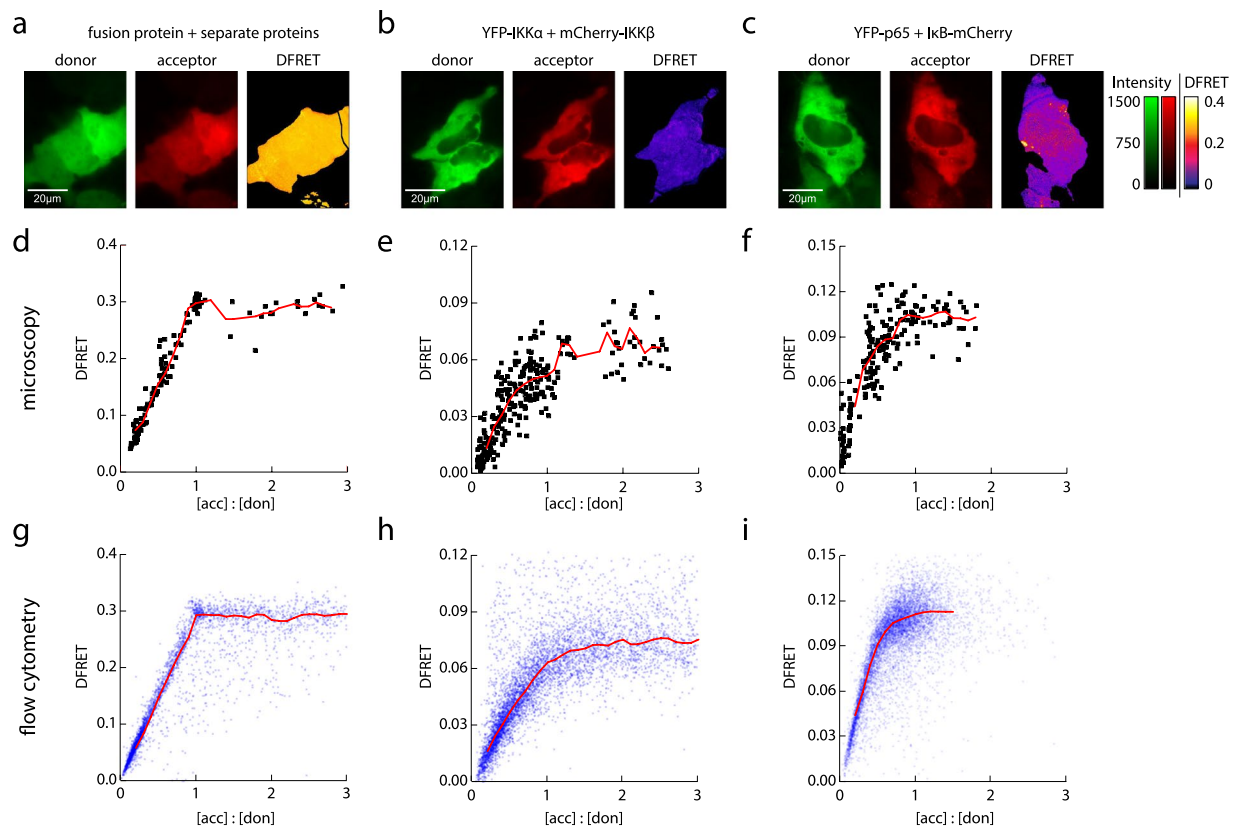 a fusion protein + separate proteins
donor acceptor DFRET
20μm
b YFP-IKKα + mCherry-IKKβ
donor acceptor DFRET
20μm
c YFP-p65 + IκB-mCherry
donor acceptor DFRET
20μm
Intensity DFRET
1500 0.4
750 0.2
0 0
microscopy
d
DFRET
0.4
0.3
0.2
0.1
0.0
0 1 2 3
[acc] : [don]
e
DFRET
0.12
0.09
0.06
0.03
0.00
0 1 2 3
[acc] : [don]
f
DFRET
0.15
0.12
0.09
0.06
0.03
0.00
0 1 2 3
[acc] : [don]
flow cytometry
g
DFRET
0.4
0.3
0.2
0.1
0.0
0 1 2 3
[acc] : [don]
h
DFRET
0.12
0.09
0.06
0.03
0.00
0 1 2 3
[acc] : [don]
i
DFRET
0.15
0.12
0.09
0.06
0.03
0.00
0 1 2 3
[acc] : [don]